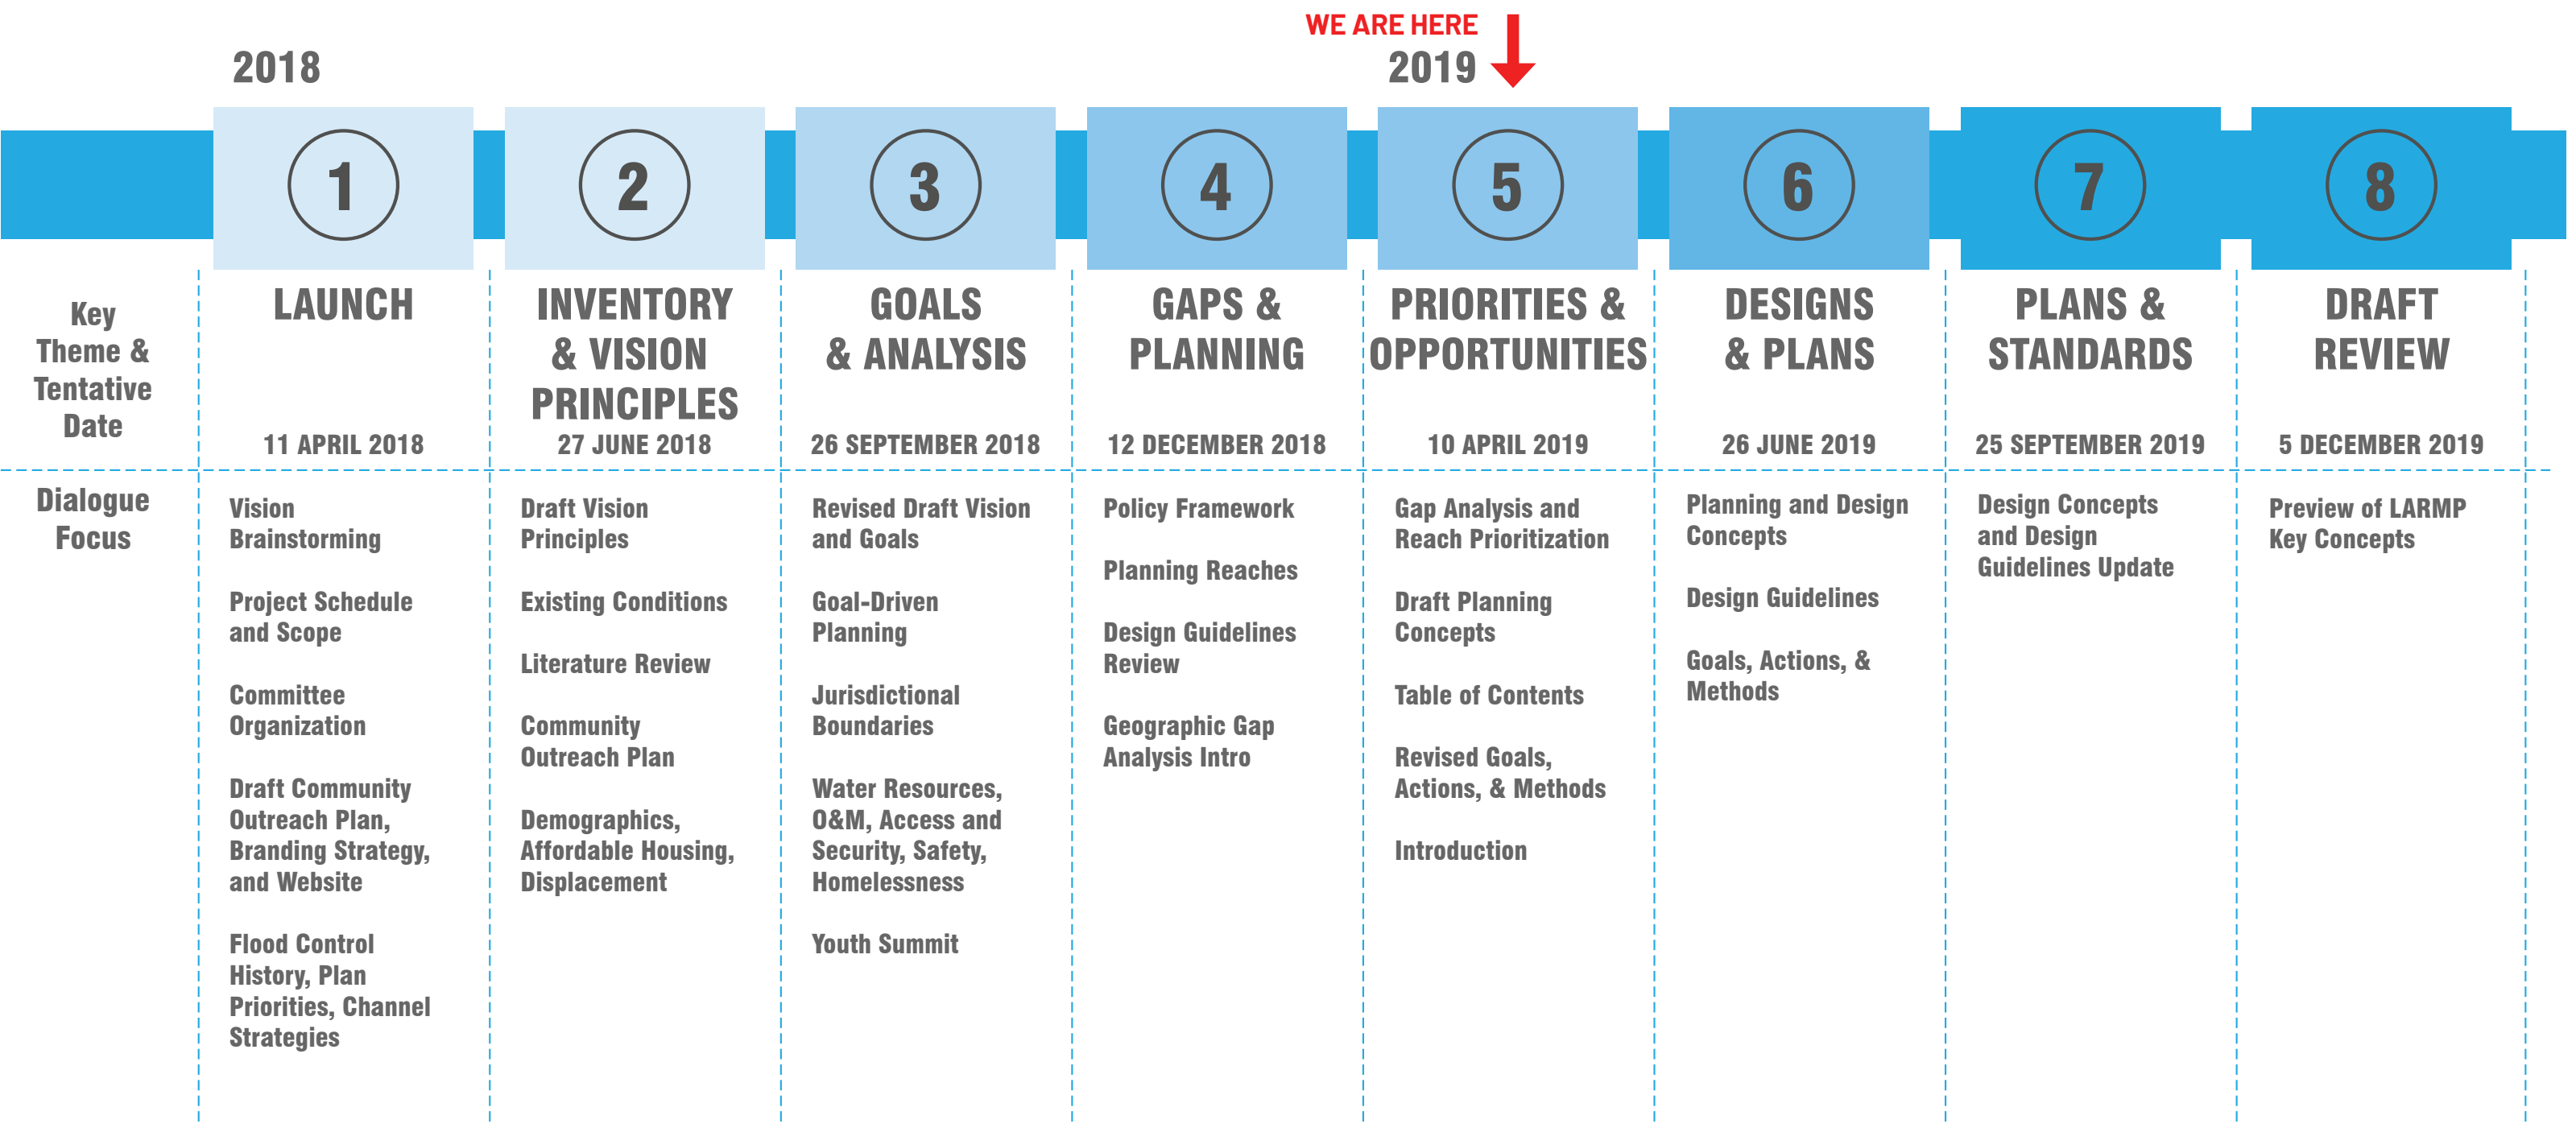 WE ARE HERE
2018
2019
1
2
3
4
5
6
7
8
Key
Theme &
Tentative
Date
LAUNCH
11 APRIL 2018
INVENTORY
& VISION
PRINCIPLES
27 JUNE 2018
GOALS
& ANALYSIS
26 SEPTEMBER 2018
GAPS &
PLANNING
12 DECEMBER 2018
PRIORITIES &
OPPORTUNITIES
10 APRIL 2019
DESIGNS
& PLANS
26 JUNE 2019
PLANS &
STANDARDS
25 SEPTEMBER 2019
DRAFT
REVIEW
5 DECEMBER 2019
Dialogue
Focus
Vision
Brainstorming
Project Schedule
and Scope
Committee
Organization
Draft Community
Outreach Plan,
Branding Strategy,
and Website
Flood Control
History, Plan
Priorities, Channel
Strategies
Draft Vision
Principles
Existing Conditions
Literature Review
Community
Outreach Plan
Demographics,
Affordable Housing,
Displacement
Revised Draft Vision
and Goals
Goal-Driven
Planning
Jurisdictional
Boundaries
Water Resources,
O&M, Access and
Security, Safety,
Homelessness
Youth Summit
Policy Framework
Planning Reaches
Design Guidelines
Review
Geographic Gap
Analysis Intro
Gap Analysis and
Reach Prioritization
Draft Planning
Concepts
Table of Contents
Revised Goals,
Actions, & Methods
Introduction
Planning and Design
Concepts
Design Guidelines
Goals, Actions, &
Methods
Design Concepts
and Design
Guidelines Update
Preview of LARMP
Key Concepts